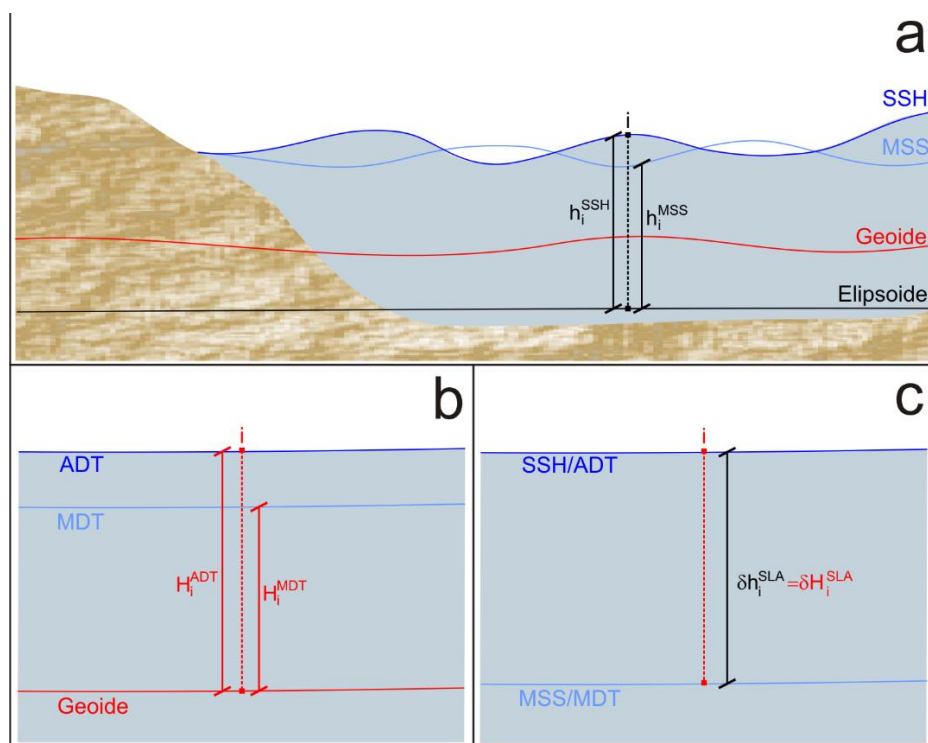 a
SSH
MSS
i
h_i^SSH
h_i^MSS
Geoide
Elipsoide
b
i
ADT
MDT
H_i^ADT
H_i^MDT
Geoide
c
i
SSH/ADT
δh_i^SLA=δH_i^SLA
MSS/MDT